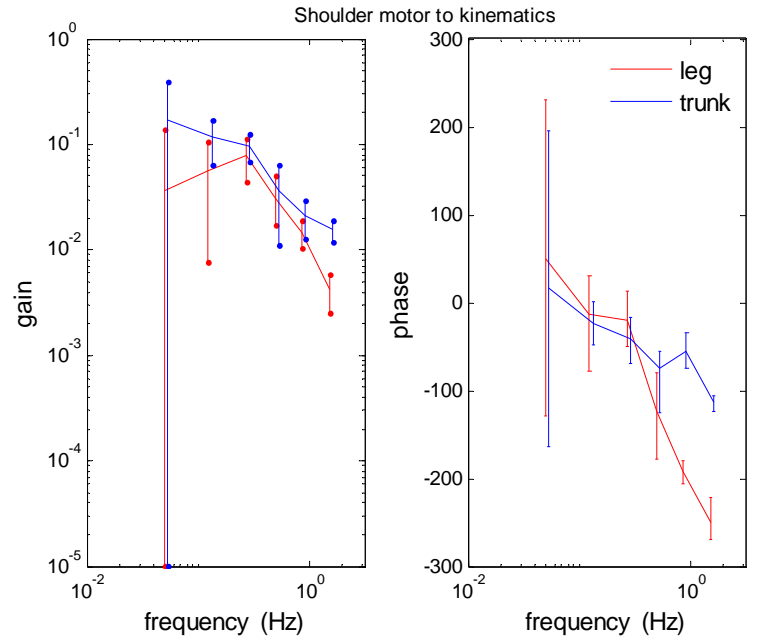 Shoulder motor to kinematics
10^0
10^-1
10^-2
10^-3
10^-4
10^-5
gain
10^-2
10^0
frequency (Hz)
300
200
100
0
-100
-200
-300
phase
leg
trunk
10^-2
10^0
frequency (Hz)